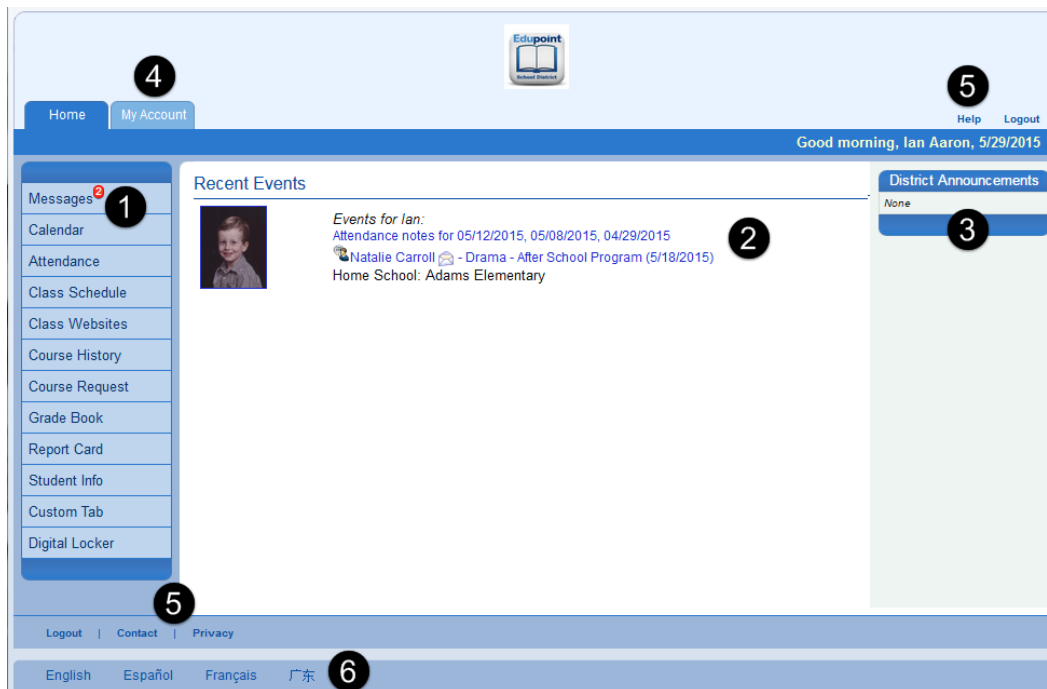 Edupoint
School District
4
5
Home
My Account
Help
Logout
Good morning, Ian Aaron, 5/29/2015
Messages 2
1
Calendar
Attendance
Class Schedule
Class Websites
Course History
Course Request
Grade Book
Report Card
Student Info
Custom Tab
Digital Locker
Recent Events
Events for Ian:
Attendance notes for 05/12/2015, 05/08/2015, 04/29/2015
Natalie Carroll - Drama - After School Program (5/18/2015)
Home School: Adams Elementary
2
District Announcements
None
3
5
Logout | Contact | Privacy
English Español Français 广东
6